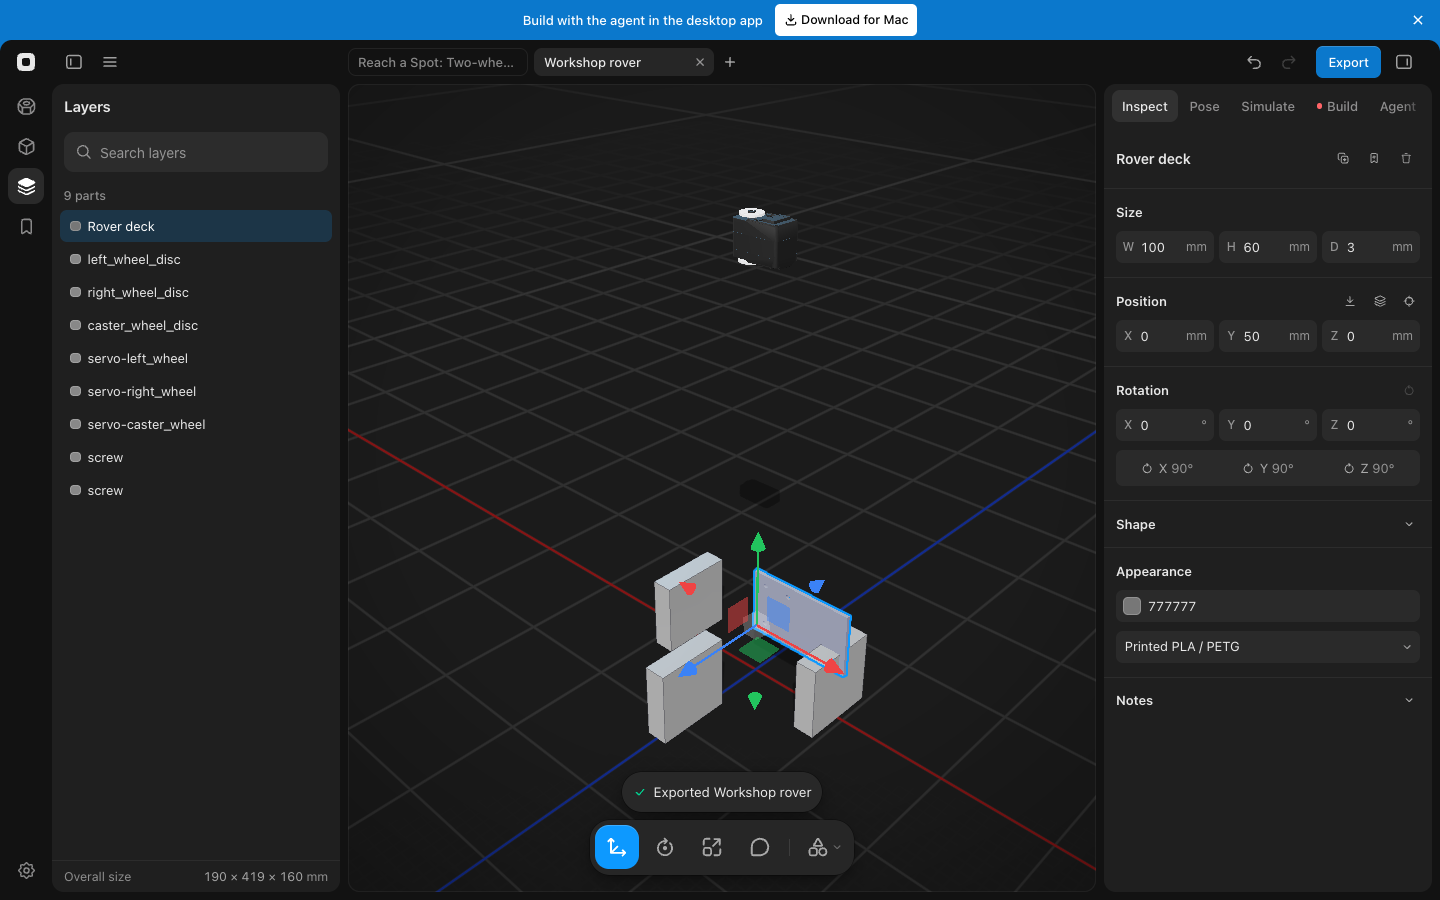 Build with the agent in the desktop app
Download for Mac
Reach a Spot: Two-whe...
Workshop rover
Export
Layers
Search layers
9 parts
Rover deck
left_wheel_disc
right_wheel_disc
caster_wheel_disc
servo-left_wheel
servo-right_wheel
servo-caster_wheel
screw
screw
Overall size 190 × 419 × 160 mm
Exported Workshop rover
Inspect Pose Simulate Build Agent
Rover deck
Size
W 100 mm H 60 mm D 3 mm
Position
X 0 mm Y 50 mm Z 0 mm
Rotation
X 0 ° Y 0 ° Z 0 °
X 90° Y 90° Z 90°
Shape
Appearance
777777
Printed PLA / PETG
Notes